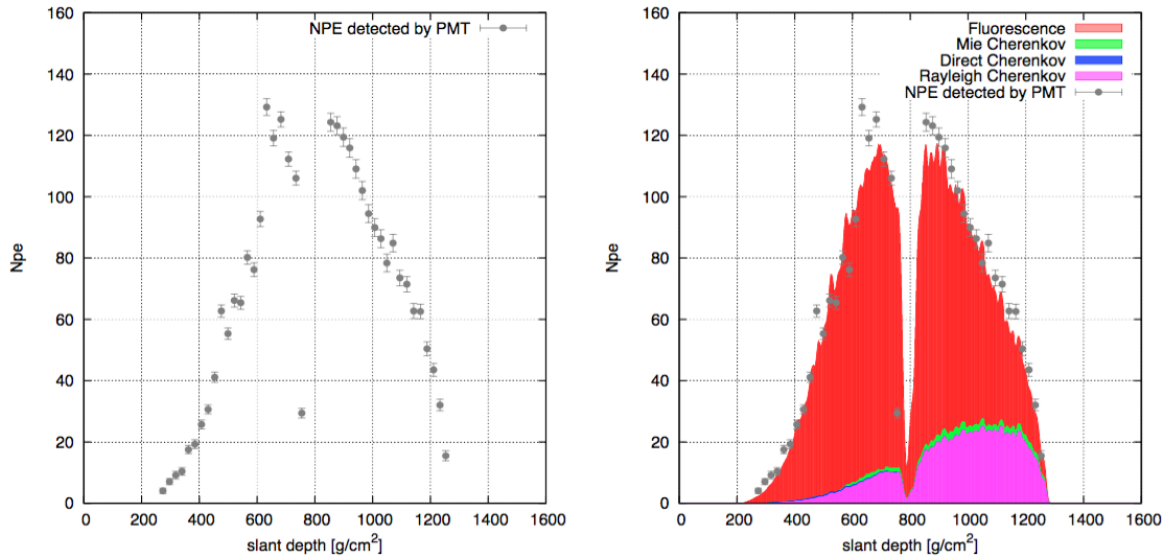 160
140
120
100
80
60
40
20
0
Npe
NPE detected by PMT
0 200 400 600 800 1000 1200 1400 1600
slant depth [g/cm²]
160
140
120
100
80
60
40
20
0
Npe
Fluorescence
Mie Cherenkov
Direct Cherenkov
Rayleigh Cherenkov
NPE detected by PMT
0 200 400 600 800 1000 1200 1400 1600
slant depth [g/cm²]